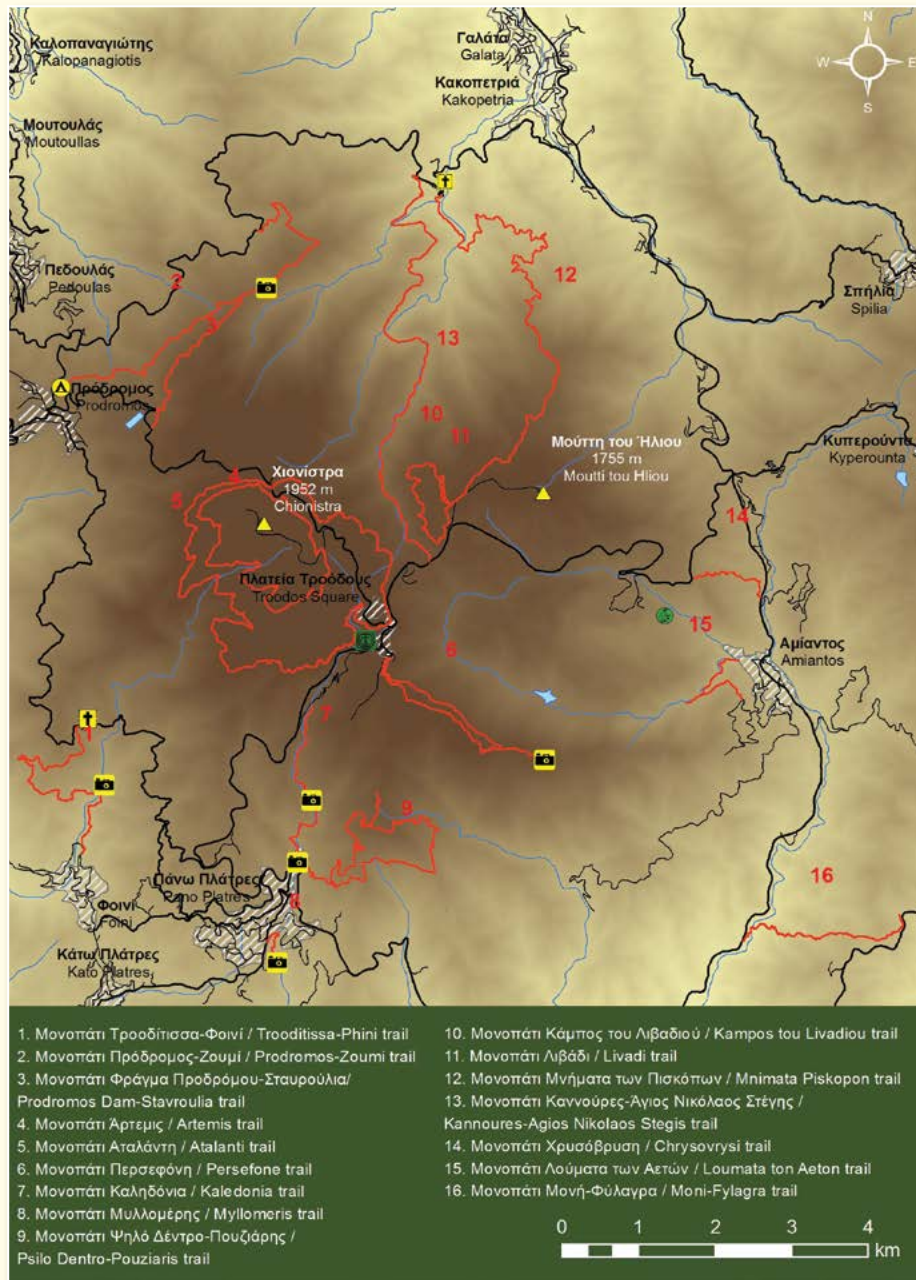 Καλοπαναγιώτης
Kalopanagiotis
Γαλάτα
Galata
Κακοπετριά
Kakopetria
N
W
E
S
Μουτουλάς
Moutoullas
Πεδουλάς
Pedoulas
2
12
Σπήλια
Spilia
3
13
Πρόδρομος
Prodromos
10
11
Μούττη του Ήλιου
1755 m
Moutti tou Hliou
Κυπερούντα
Kyperounta
4
Χιονίστρα
1952 m
Chionistra
5
14
Πλατεία Τροόδους
Troodos Square
15
6
Αμίαντος
Amiantos
7
1
9
Πάνω Πλάτρες
Pano Platres
8
16
Φοινί
Foini
Κάτω Πλάτρες
Kato Platres
1. Μονοπάτι Τροοδίτισσα-Φοινί / Trooditissa-Phini trail
2. Μονοπάτι Πρόδρομος-Ζουμί / Prodromos-Zoumi trail
3. Μονοπάτι Φράγμα Προδρόμου-Σταυρούλια/
Prodromos Dam-Stavroulia trail
4. Μονοπάτι Άρτεμις / Artemis trail
5. Μονοπάτι Αταλάντη / Atalanti trail
6. Μονοπάτι Περσεφόνη / Persefone trail
7. Μονοπάτι Καληδόνια / Kaledonia trail
8. Μονοπάτι Μυλλομέρης / Myllomeris trail
9. Μονοπάτι Ψηλό Δέντρο-Πουζιάρης /
Psilo Dentro-Pouziaris trail
10. Μονοπάτι Κάμπος του Λιβαδιού / Kampos tou Livadiou trail
11. Μονοπάτι Λιβάδι / Livadi trail
12. Μονοπάτι Μνήματα των Πισκόπων / Mnimata Piskopon trail
13. Μονοπάτι Καννούρες-Άγιος Νικόλαος Στέγης /
Kannoures-Agios Nikolaos Stegis trail
14. Μονοπάτι Χρυσόβρυση / Chrysovrysi trail
15. Μονοπάτι Λούματα των Αετών / Loumata ton Aeton trail
16. Μονοπάτι Μονή-Φύλαγρα / Moni-Fylagra trail
0 1 2 3 4
km